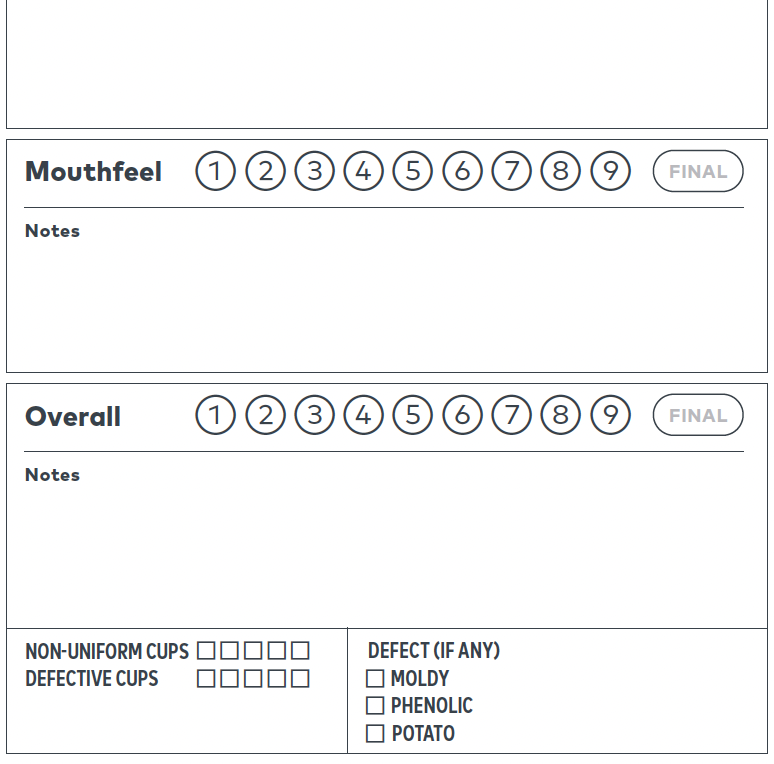 Mouthfeel 1 2 3 4 5 6 7 8 9 FINAL
Notes
Overall 1 2 3 4 5 6 7 8 9 FINAL
Notes
NON-UNIFORM CUPS
DEFECTIVE CUPS
DEFECT (IF ANY)
MOLDY
PHENOLIC
POTATO